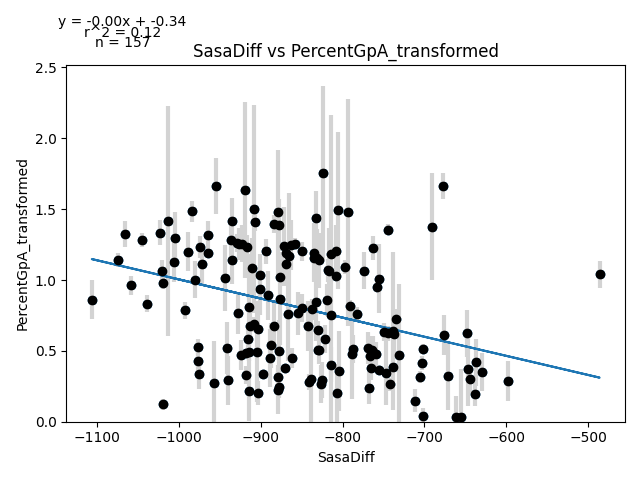 y = -0.00x + -0.34
r^2 = 0.12
n = 157
SasaDiff vs PercentGpA_transformed
2.5
2.0
1.5
1.0
0.5
0.0
PercentGpA_transformed
−1100 −1000 −900 −800 −700 −600 −500
SasaDiff